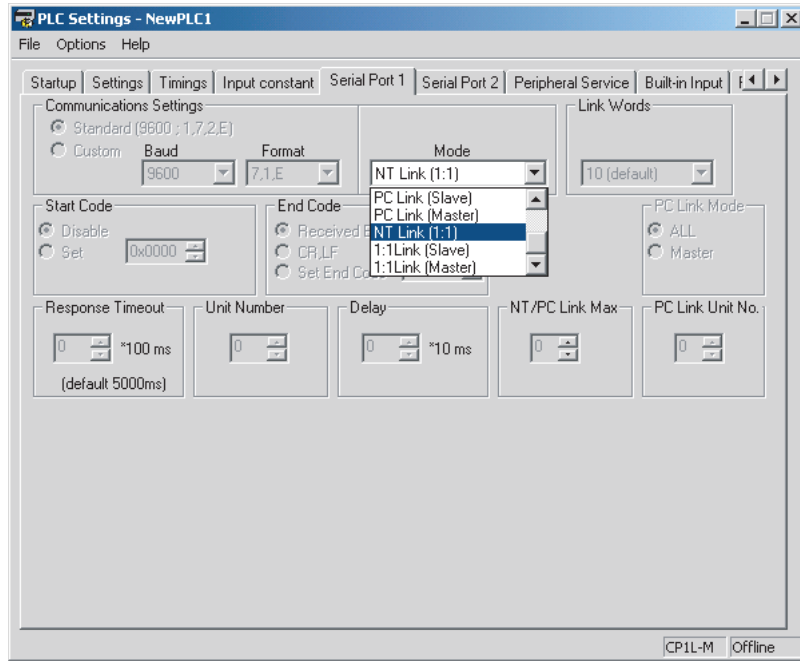 PLC Settings - NewPLC1
File Options Help
Startup Settings Timings Input constant Serial Port 1 Serial Port 2 Peripheral Service Built-in Input
Communications Settings
Link Words
Standard (9600 ; 1,7,2,E)
Custom Baud Format Mode
9600 7,1,E NT Link (1:1) 10 (default)
PC Link (Slave)
PC Link (Master)
NT Link (1:1)
1:1Link (Slave)
1:1Link (Master)
Start Code
Disable
Set 0x0000
End Code
Received
CR,LF
Set End
PC Link Mode
ALL
Master
Response Timeout
0 *100 ms
(default 5000ms)
Unit Number
0
Delay
0 *10 ms
NT/PC Link Max
0
PC Link Unit No.
0
CP1L-M Offline